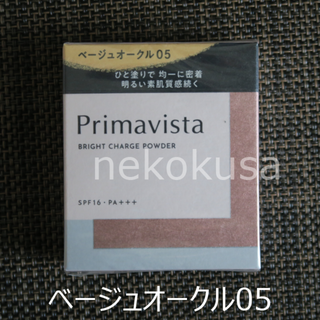 ベージュオークル05
ひと塗りで 均一に密着
明るい素肌質感続く
Primavista
BRIGHT CHARGE POWDER
nekokusa
SPF16・PA+++
ベージュオークル05